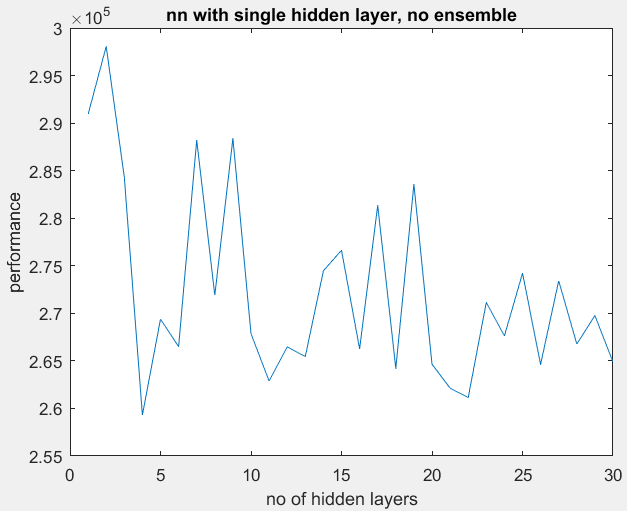 nn with single hidden layer, no ensemble
×10^5
3
2.95
2.9
2.85
2.8
2.75
2.7
2.65
2.6
2.55
performance
0 5 10 15 20 25 30
no of hidden layers